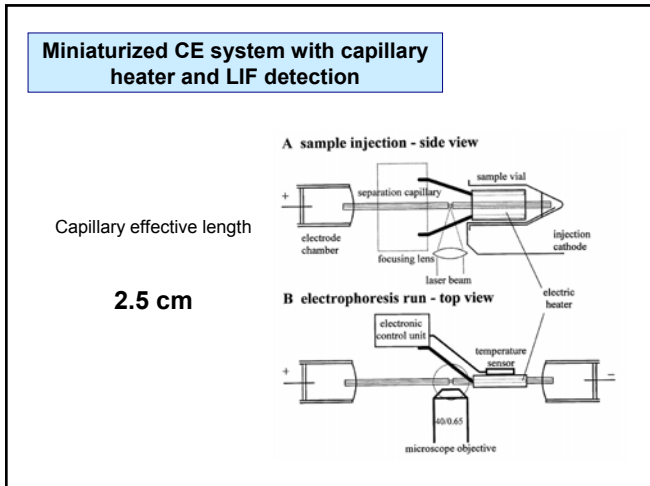 Miniaturized CE system with capillary
heater and LIF detection
Capillary effective length
2.5 cm
A sample injection - side view
sample vial
separation capillary
+
electrode
chamber
focusing lens
injection
cathode
laser beam
electric
heater
B electrophoresis run - top view
electronic
control unit
temperature
sensor
+
−
40/0.65
microscope objective